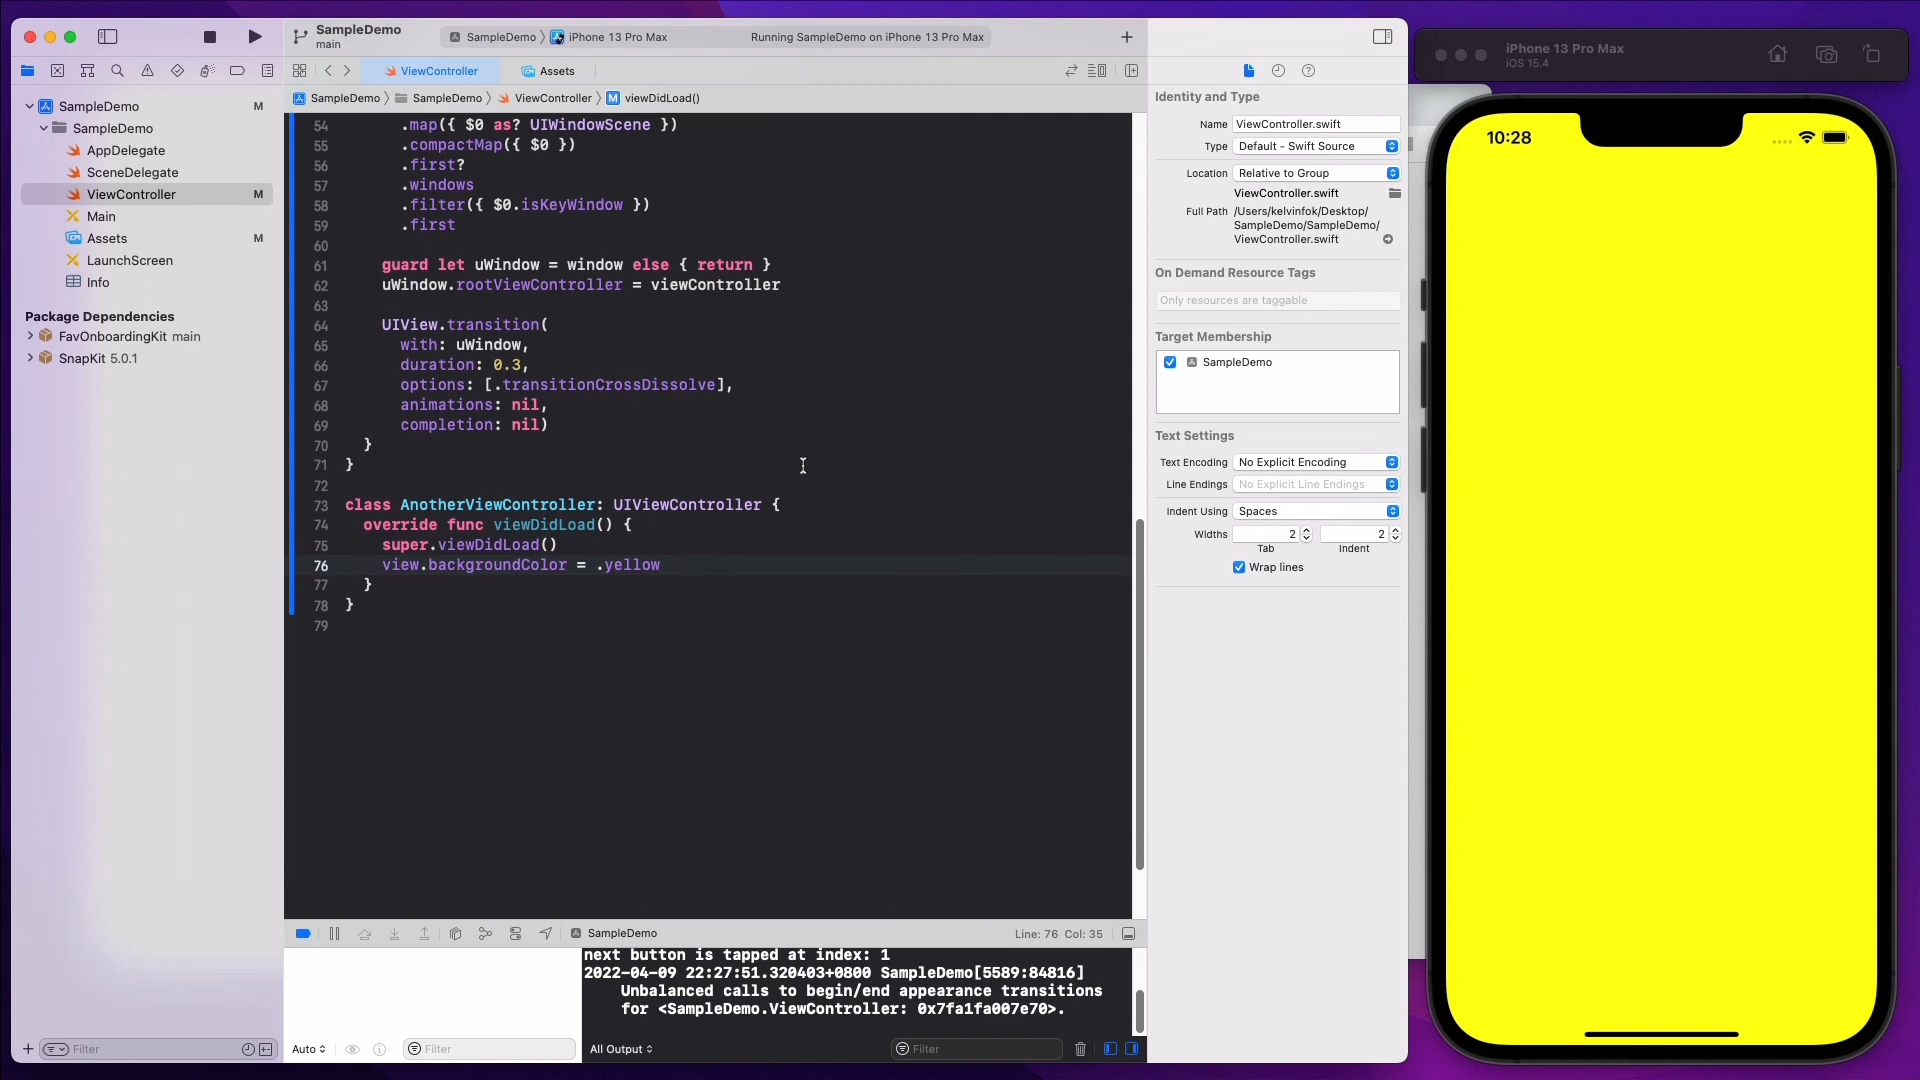 SampleDemo
main
SampleDemo
iPhone 13 Pro Max
Running SampleDemo on iPhone 13 Pro Max
iPhone 13 Pro Max
iOS 15.4
ViewController
Assets
SampleDemo
SampleDemo
ViewController
M
viewDidLoad()
SampleDemo M
SampleDemo
AppDelegate
SceneDelegate
ViewController M
Main
Assets M
LaunchScreen
Info
Package Dependencies
FavOnboardingKit main
SnapKit 5.0.1
Filter
54 .map({ $0 as? UIWindowScene })
55 .compactMap({ $0 })
56 .first?
57 .windows
58 .filter({ $0.isKeyWindow })
59 .first
60
61 guard let uWindow = window else { return }
62 uWindow.rootViewController = viewController
63
64 UIView.transition(
65 with: uWindow,
66 duration: 0.3,
67 options: [.transitionCrossDissolve],
68 animations: nil,
69 completion: nil)
70 }
71 }
72
73 class AnotherViewController: UIViewController {
74 override func viewDidLoad() {
75 super.viewDidLoad()
76 view.backgroundColor = .yellow
77 }
78 }
79
SampleDemo
Line: 76 Col: 35
next button is tapped at index: 1
2022-04-09 22:27:51.320403+0800 SampleDemo[5589:84816]
Unbalanced calls to begin/end appearance transitions
for <SampleDemo.ViewController: 0x7fa1fa007e70>.
Auto
Filter
All Output
Filter
Identity and Type
Name ViewController.swift
Type Default - Swift Source
Location Relative to Group
ViewController.swift
Full Path /Users/kelvinfok/Desktop/
SampleDemo/SampleDemo/
ViewController.swift
On Demand Resource Tags
Only resources are taggable
Target Membership
SampleDemo
Text Settings
Text Encoding No Explicit Encoding
Line Endings No Explicit Line Endings
Indent Using Spaces
Widths 2 2
Tab Indent
Wrap lines
10:28